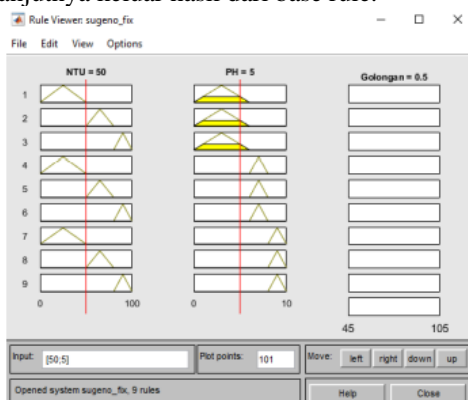 anjutnya keluar hasil dari base rule:
Rule Viewer: sugeno_fix
File Edit View Options
NTU = 50 PH = 5 Golongan = 0.5
1
2
3
4
5
6
7
8
9
0 100 0 10
45 105
Input: [50;5] Plot points: 101 Move: left right down up
Opened system sugeno_fix, 9 rules Help Close